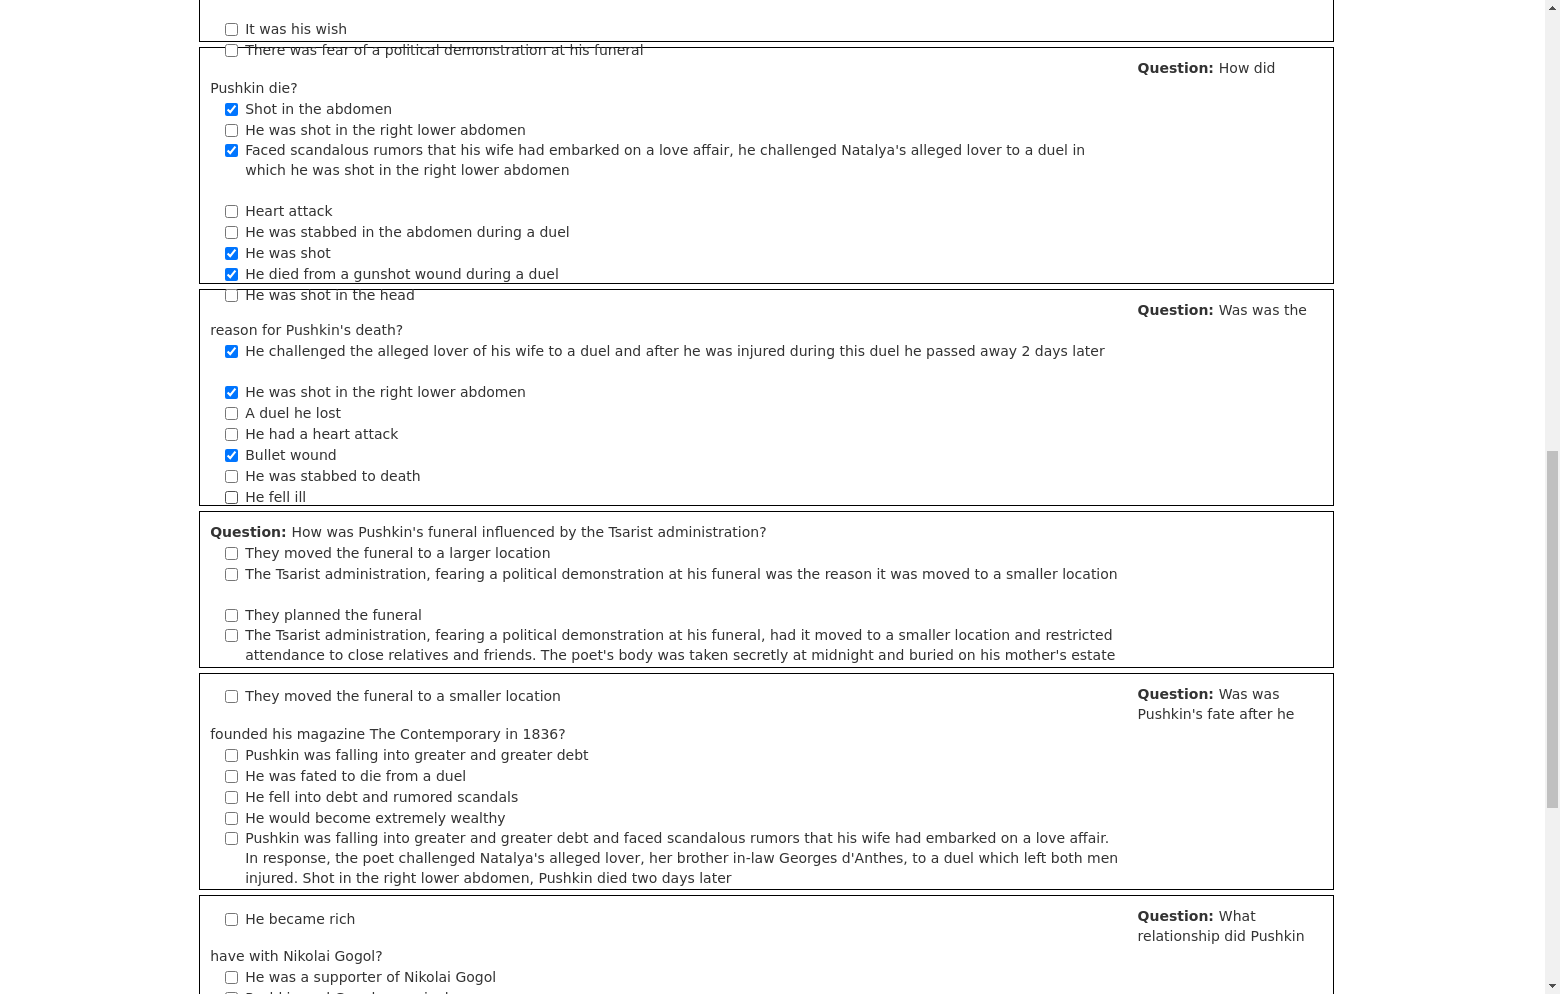 It was his wish
There was fear of a political demonstration at his funeral
Question: How did
Pushkin die?
Shot in the abdomen
He was shot in the right lower abdomen
Faced scandalous rumors that his wife had embarked on a love affair, he challenged Natalya's alleged lover to a duel in
which he was shot in the right lower abdomen
Heart attack
He was stabbed in the abdomen during a duel
He was shot
He died from a gunshot wound during a duel
He was shot in the head
Question: Was was the
reason for Pushkin's death?
He challenged the alleged lover of his wife to a duel and after he was injured during this duel he passed away 2 days later
He was shot in the right lower abdomen
A duel he lost
He had a heart attack
Bullet wound
He was stabbed to death
He fell ill
Question: How was Pushkin's funeral influenced by the Tsarist administration?
They moved the funeral to a larger location
The Tsarist administration, fearing a political demonstration at his funeral was the reason it was moved to a smaller location
They planned the funeral
The Tsarist administration, fearing a political demonstration at his funeral, had it moved to a smaller location and restricted
attendance to close relatives and friends. The poet's body was taken secretly at midnight and buried on his mother's estate
They moved the funeral to a smaller location
Question: Was was
Pushkin's fate after he
founded his magazine The Contemporary in 1836?
Pushkin was falling into greater and greater debt
He was fated to die from a duel
He fell into debt and rumored scandals
He would become extremely wealthy
Pushkin was falling into greater and greater debt and faced scandalous rumors that his wife had embarked on a love affair.
In response, the poet challenged Natalya's alleged lover, her brother in-law Georges d'Anthes, to a duel which left both men
injured. Shot in the right lower abdomen, Pushkin died two days later
He became rich
Question: What
relationship did Pushkin
have with Nikolai Gogol?
He was a supporter of Nikolai Gogol